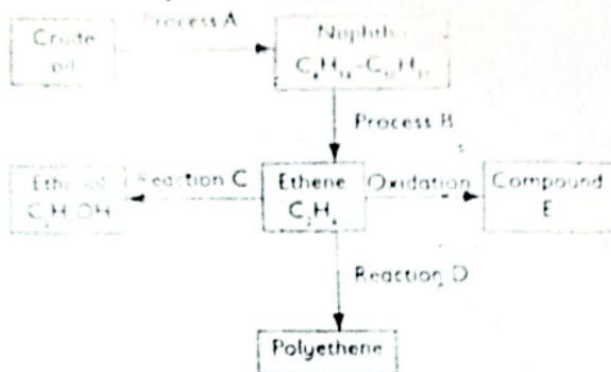 Process A
Crude
oil
Naphtha
Process B
Ethanol
Reaction C
Ethene
C₂H₄
Oxidation
Compound
E
Reaction D
Polyethene